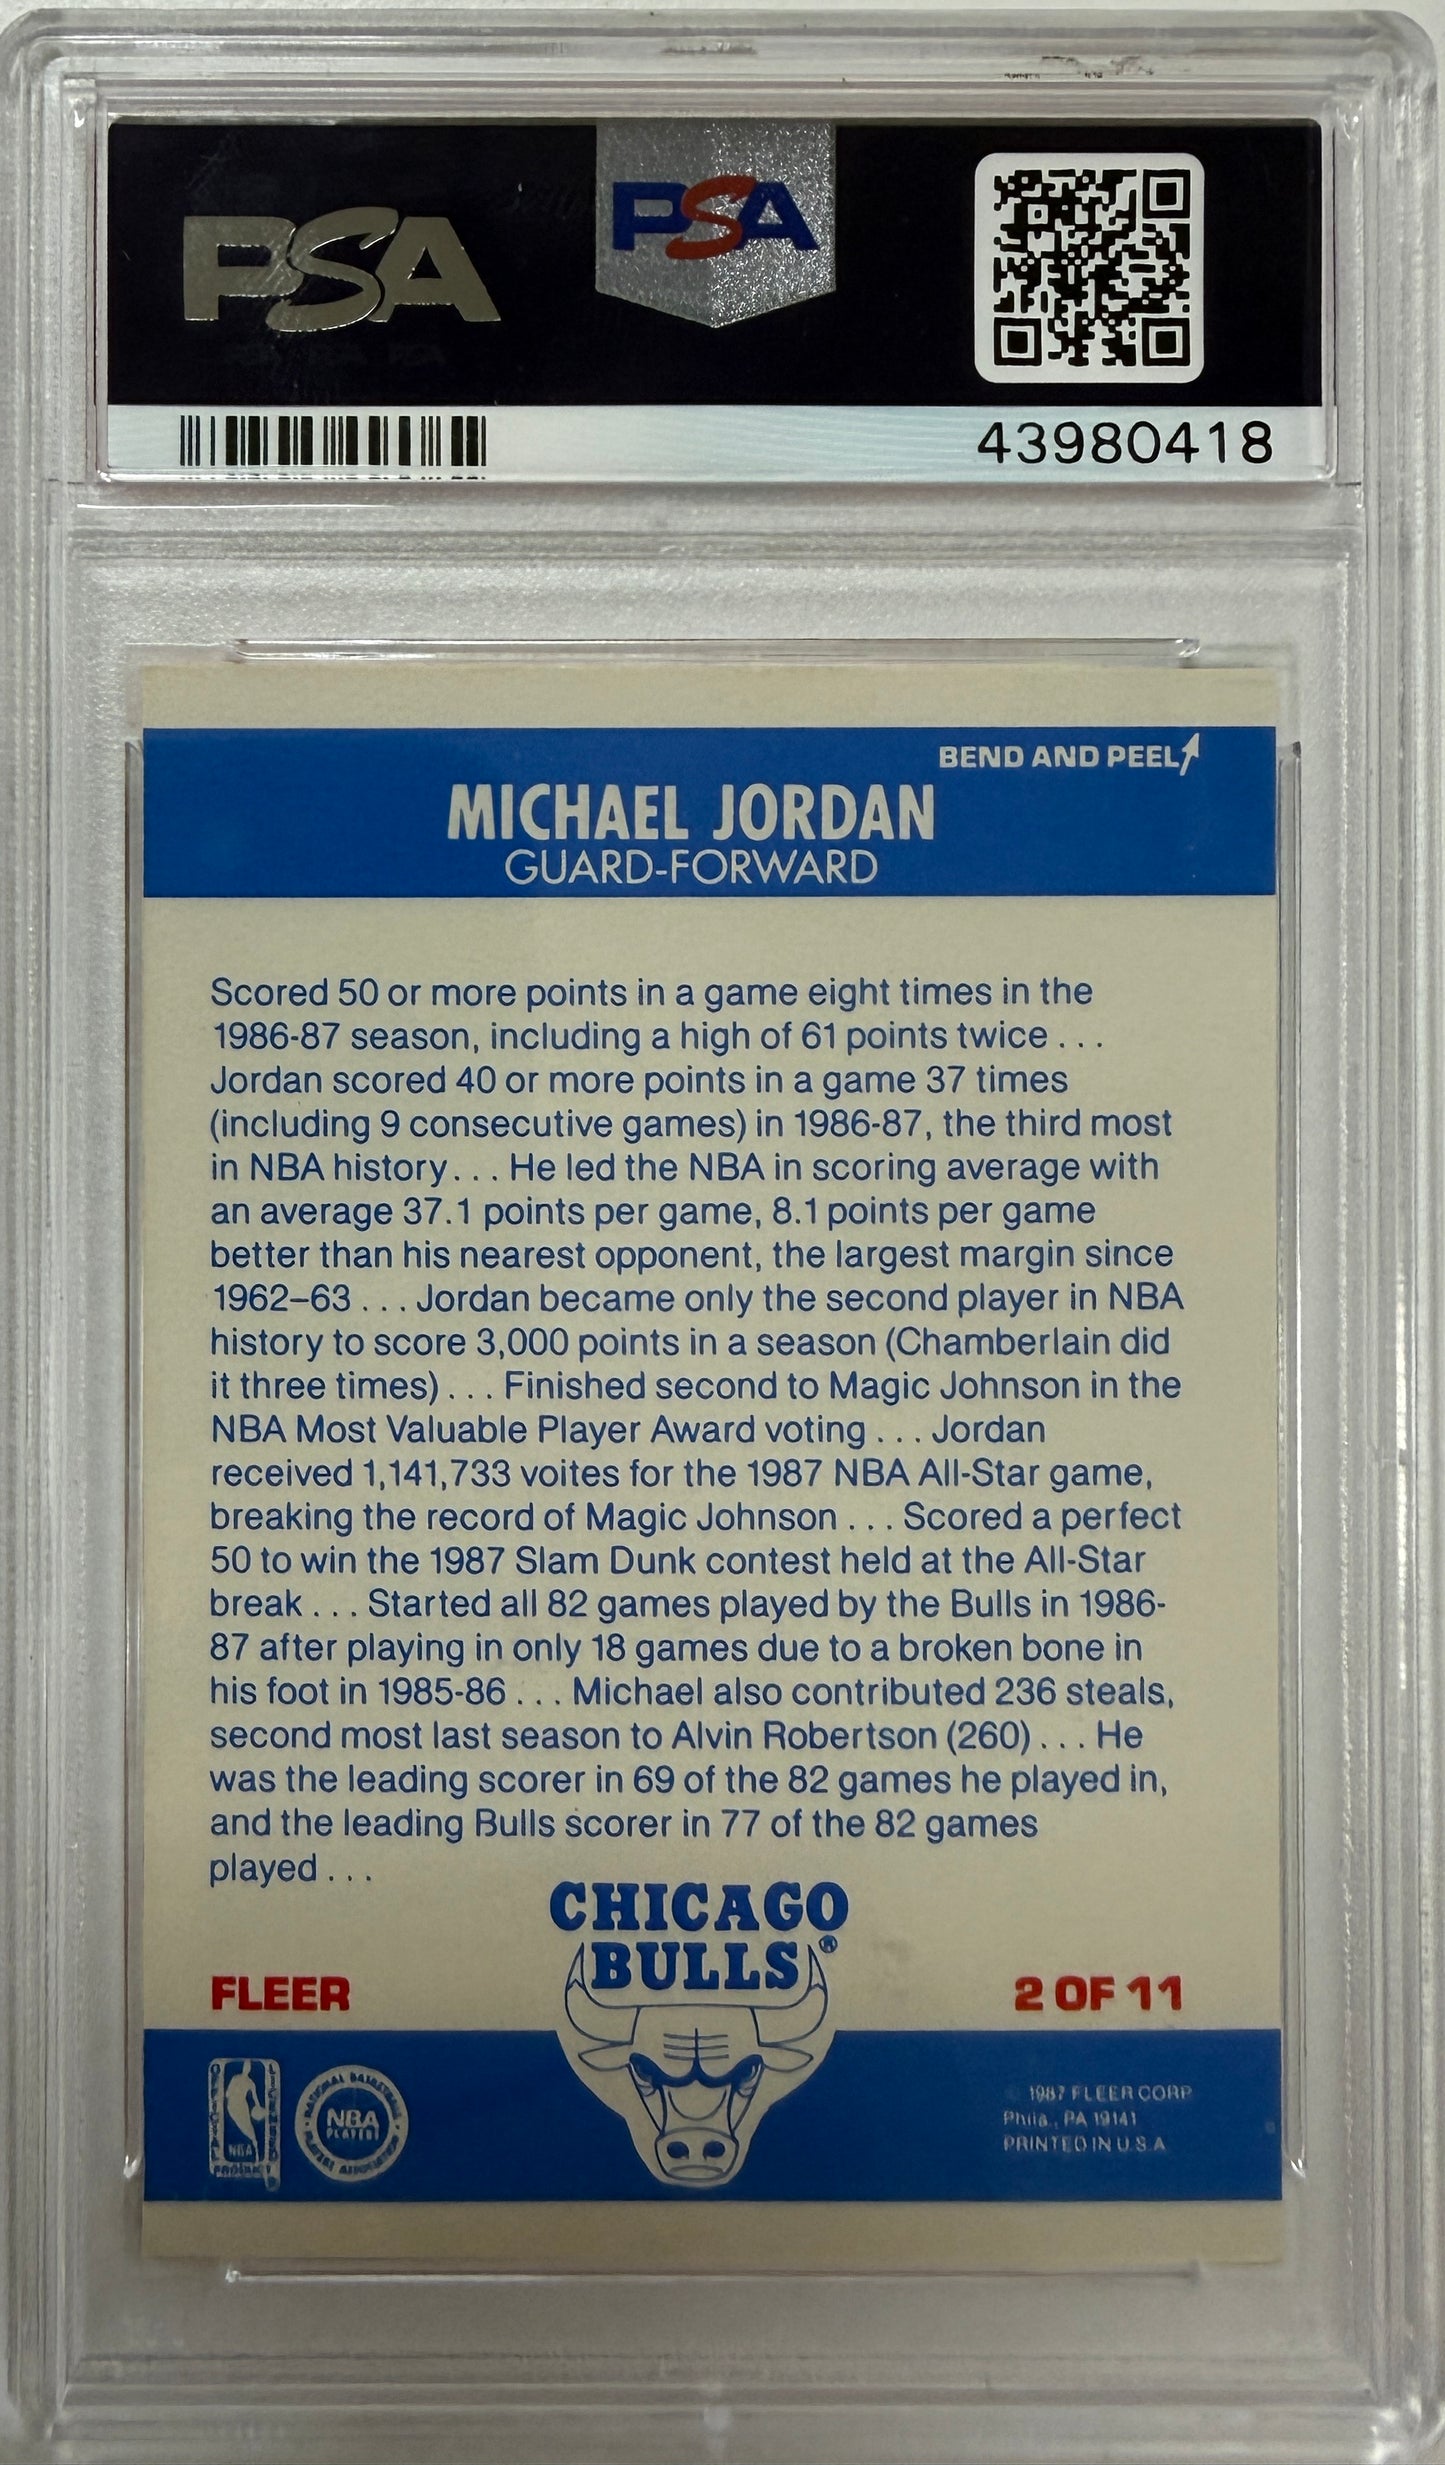 PSA
PSA
43980418
BEND AND PEEL
MICHAEL JORDAN
GUARD-FORWARD
Scored 50 or more points in a game eight times in the
1986-87 season, including a high of 61 points twice . . .
Jordan scored 40 or more points in a game 37 times
(including 9 consecutive games) in 1986-87, the third most
in NBA history. . . He led the NBA in scoring average with
an average 37.1 points per game, 8.1 points per game
better than his nearest opponent, the largest margin since
1962–63 . . . Jordan became only the second player in NBA
history to score 3,000 points in a season (Chamberlain did
it three times) . . . Finished second to Magic Johnson in the
NBA Most Valuable Player Award voting . . . Jordan
received 1,141,733 voites for the 1987 NBA All-Star game,
breaking the record of Magic Johnson . . . Scored a perfect
50 to win the 1987 Slam Dunk contest held at the All-Star
break . . . Started all 82 games played by the Bulls in 1986-
87 after playing in only 18 games due to a broken bone in
his foot in 1985-86 . . . Michael also contributed 236 steals,
second most last season to Alvin Robertson (260) . . . He
was the leading scorer in 69 of the 82 games he played in,
and the leading Bulls scorer in 77 of the 82 games
played . . .
CHICAGO
BULLS®
FLEER
2 OF 11
NBA
NATIONAL BASKETBALL
NBA
PLAYERS ASSOCIATION
© 1987 FLEER CORP
Phila., PA 19141
PRINTED IN U.S.A